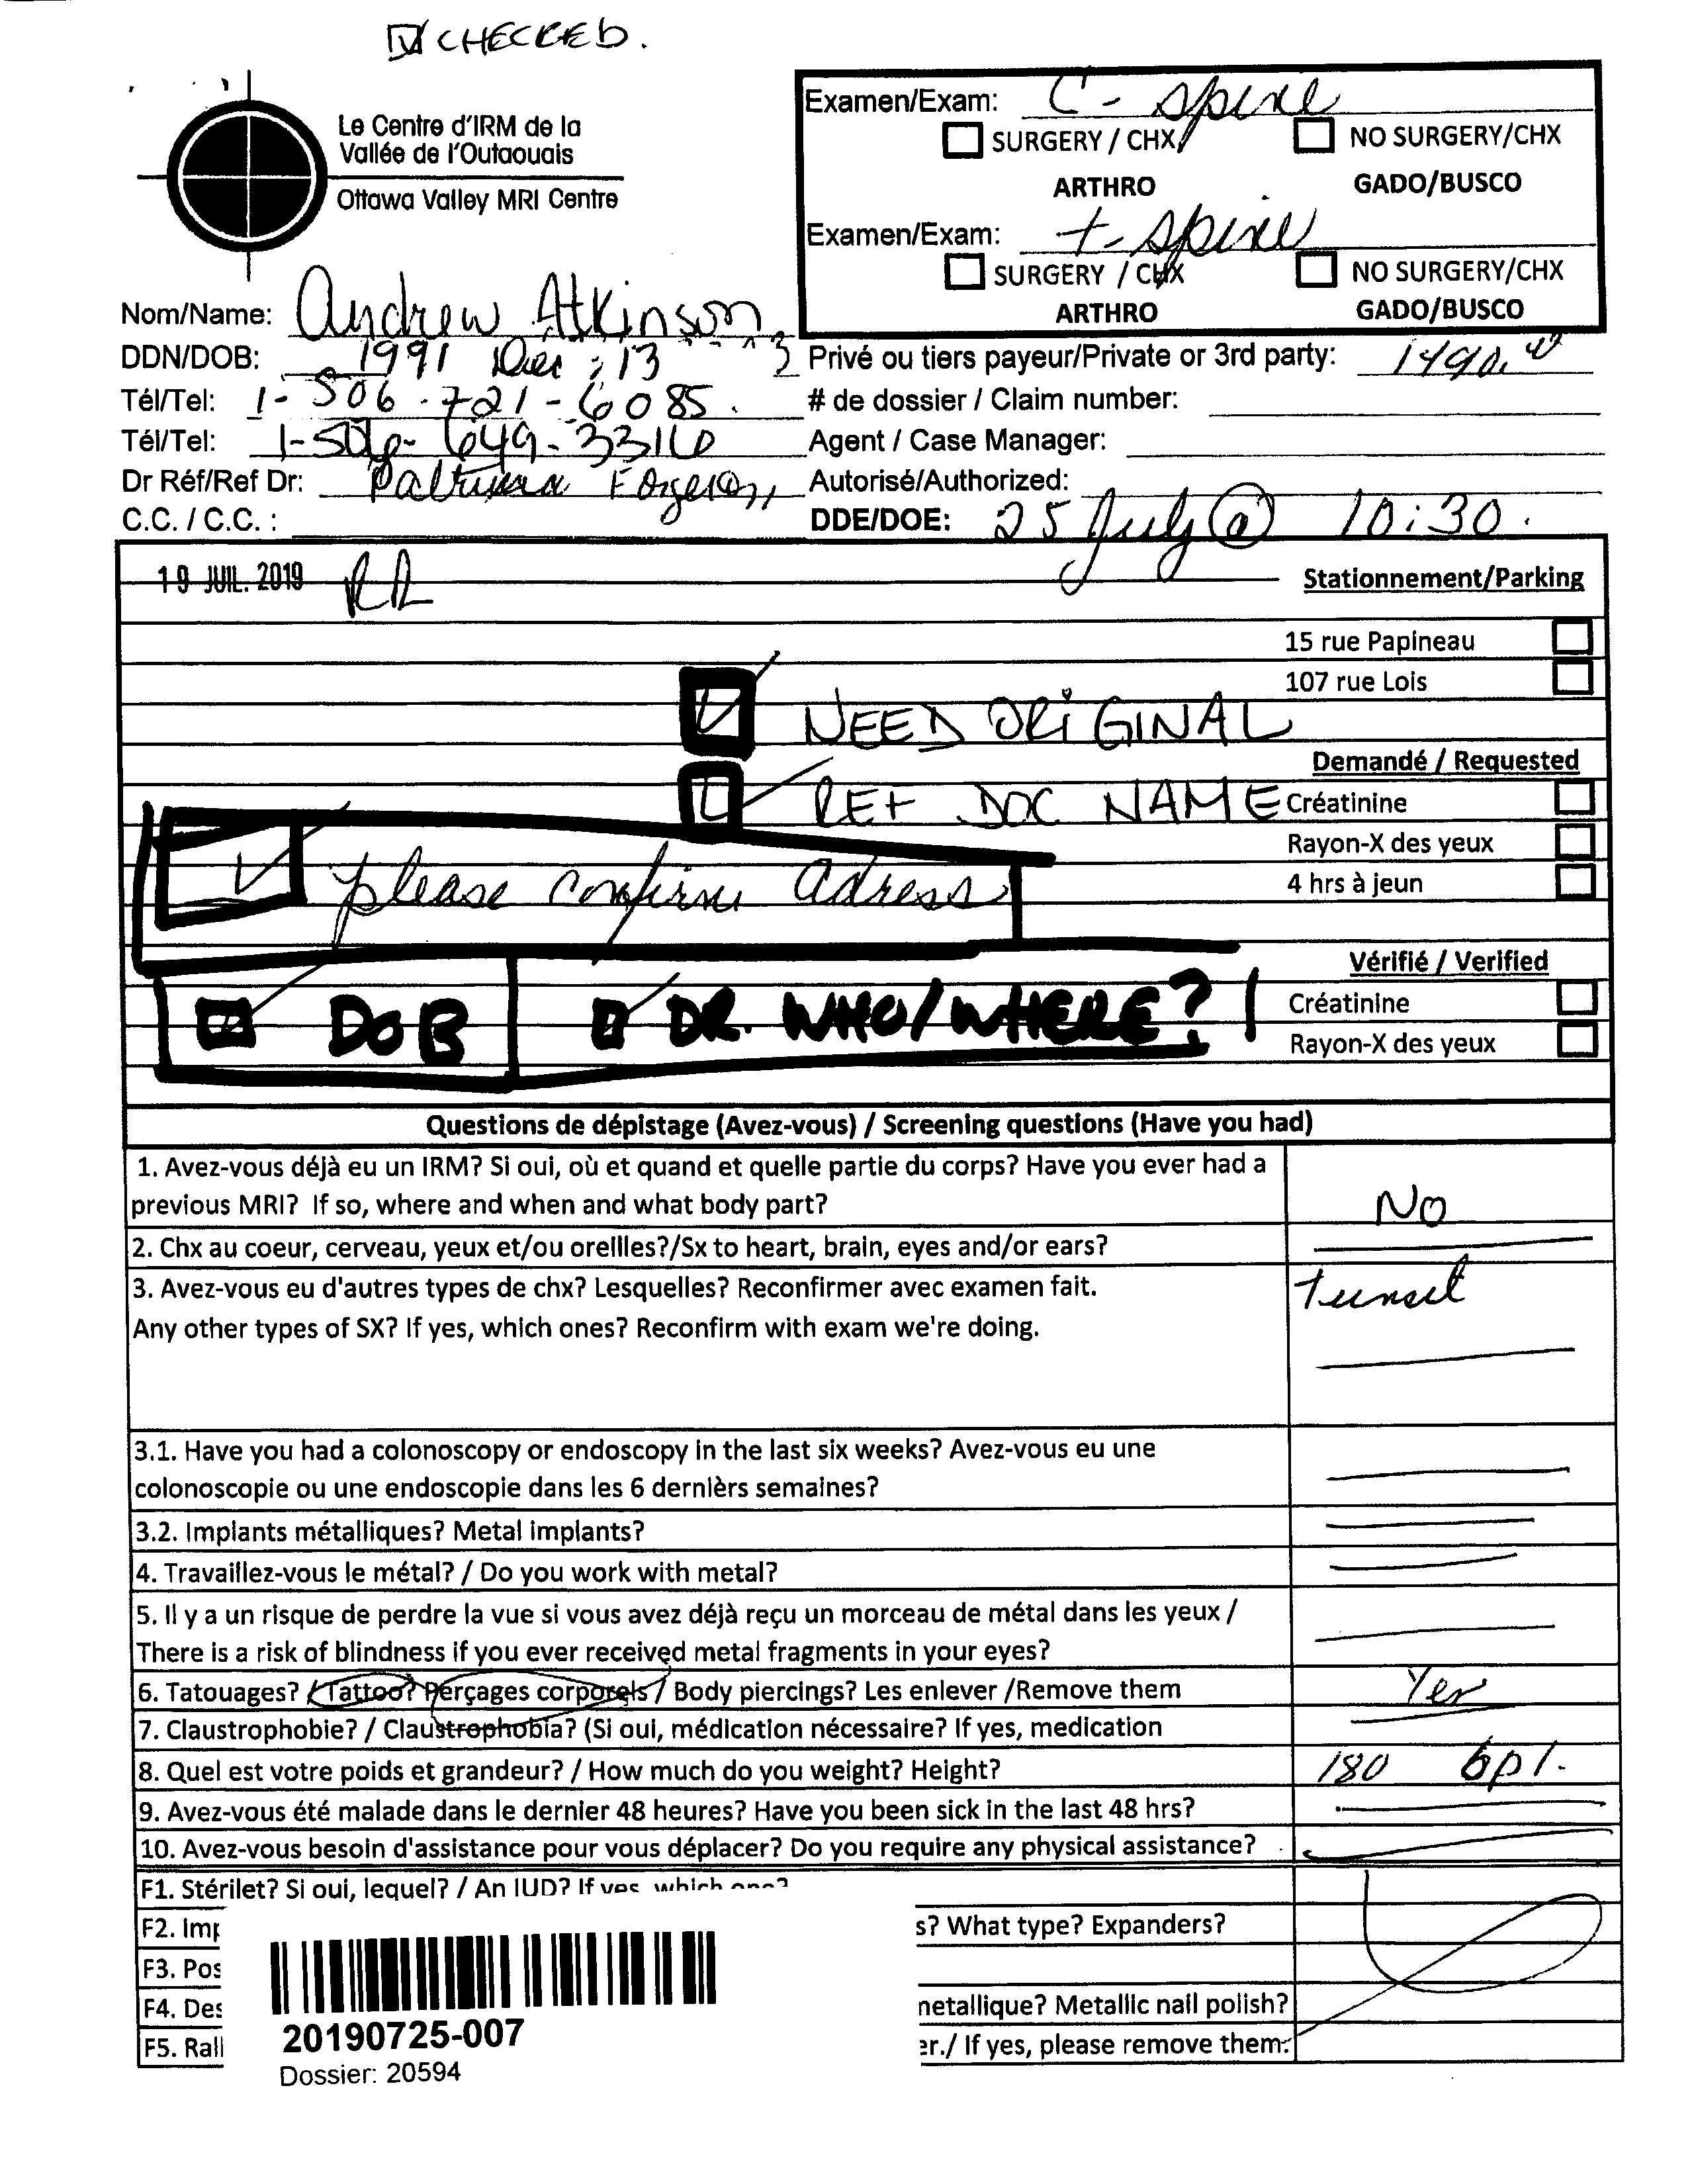 ☑ CHECKED.
Le Centre d'IRM de la
Vallée de l'Outaouais
Ottawa Valley MRI Centre
Examen/Exam: C - spine
☐ SURGERY / CHX ☐ NO SURGERY/CHX
ARTHRO GADO/BUSCO
Examen/Exam: t - spine
☐ SURGERY / CHX ☐ NO SURGERY/CHX
ARTHRO GADO/BUSCO
Nom/Name: Andrew Atkinson
DDN/DOB: 1991 Dec 13
Privé ou tiers payeur/Private or 3rd party: 1490.
Tél/Tel: 1-506-721-6085.
# de dossier / Claim number:
Tél/Tel: 1-506-649-3316
Agent / Case Manager:
Dr Réf/Ref Dr:
Autorisé/Authorized:
C.C. / C.C. :
DDE/DOE: 25 July @ 10:30.
19 JUIL. 2019 RR
Stationnement/Parking
15 rue Papineau ☐
107 rue Lois ☐
☑ NEED ORiGINAL
Demandé / Requested
☑ REF DOC NAME
Créatinine ☐
Rayon-X des yeux ☐
☑ please confirm adress
4 hrs à jeun ☐
Vérifié / Verified
☑ DOB ☑ DR. WHO/WHERE?!
Créatinine ☐
Rayon-X des yeux ☐
Questions de dépistage (Avez-vous) / Screening questions (Have you had)
1. Avez-vous déjà eu un IRM? Si oui, où et quand et quelle partie du corps? Have you ever had a
previous MRI? If so, where and when and what body part? NO
2. Chx au coeur, cerveau, yeux et/ou oreilles?/Sx to heart, brain, eyes and/or ears?
3. Avez-vous eu d'autres types de chx? Lesquelles? Reconfirmer avec examen fait.
Any other types of SX? If yes, which ones? Reconfirm with exam we're doing.
3.1. Have you had a colonoscopy or endoscopy in the last six weeks? Avez-vous eu une
colonoscopie ou une endoscopie dans les 6 dernièrs semaines?
3.2. Implants métalliques? Metal implants?
4. Travaillez-vous le métal? / Do you work with metal?
5. Il y a un risque de perdre la vue si vous avez déjà reçu un morceau de métal dans les yeux /
There is a risk of blindness if you ever received metal fragments in your eyes?
6. Tatouages? /Tattoo? Perçages corporels / Body piercings? Les enlever /Remove them Yes
7. Claustrophobie? / Claustrophobia? (Si oui, médication nécessaire? If yes, medication
8. Quel est votre poids et grandeur? / How much do you weight? Height? 180 6p1.
9. Avez-vous été malade dans le dernier 48 heures? Have you been sick in the last 48 hrs?
10. Avez-vous besoin d'assistance pour vous déplacer? Do you require any physical assistance?
F1. Stérilet? Si oui, lequel? / An IUD? If yes, which one?
F2. Imp s? What type? Expanders?
F3. Pos
F4. Des netallique? Metallic nail polish?
F5. Rall er./ If yes, please remove them.
20190725-007
Dossier: 20594